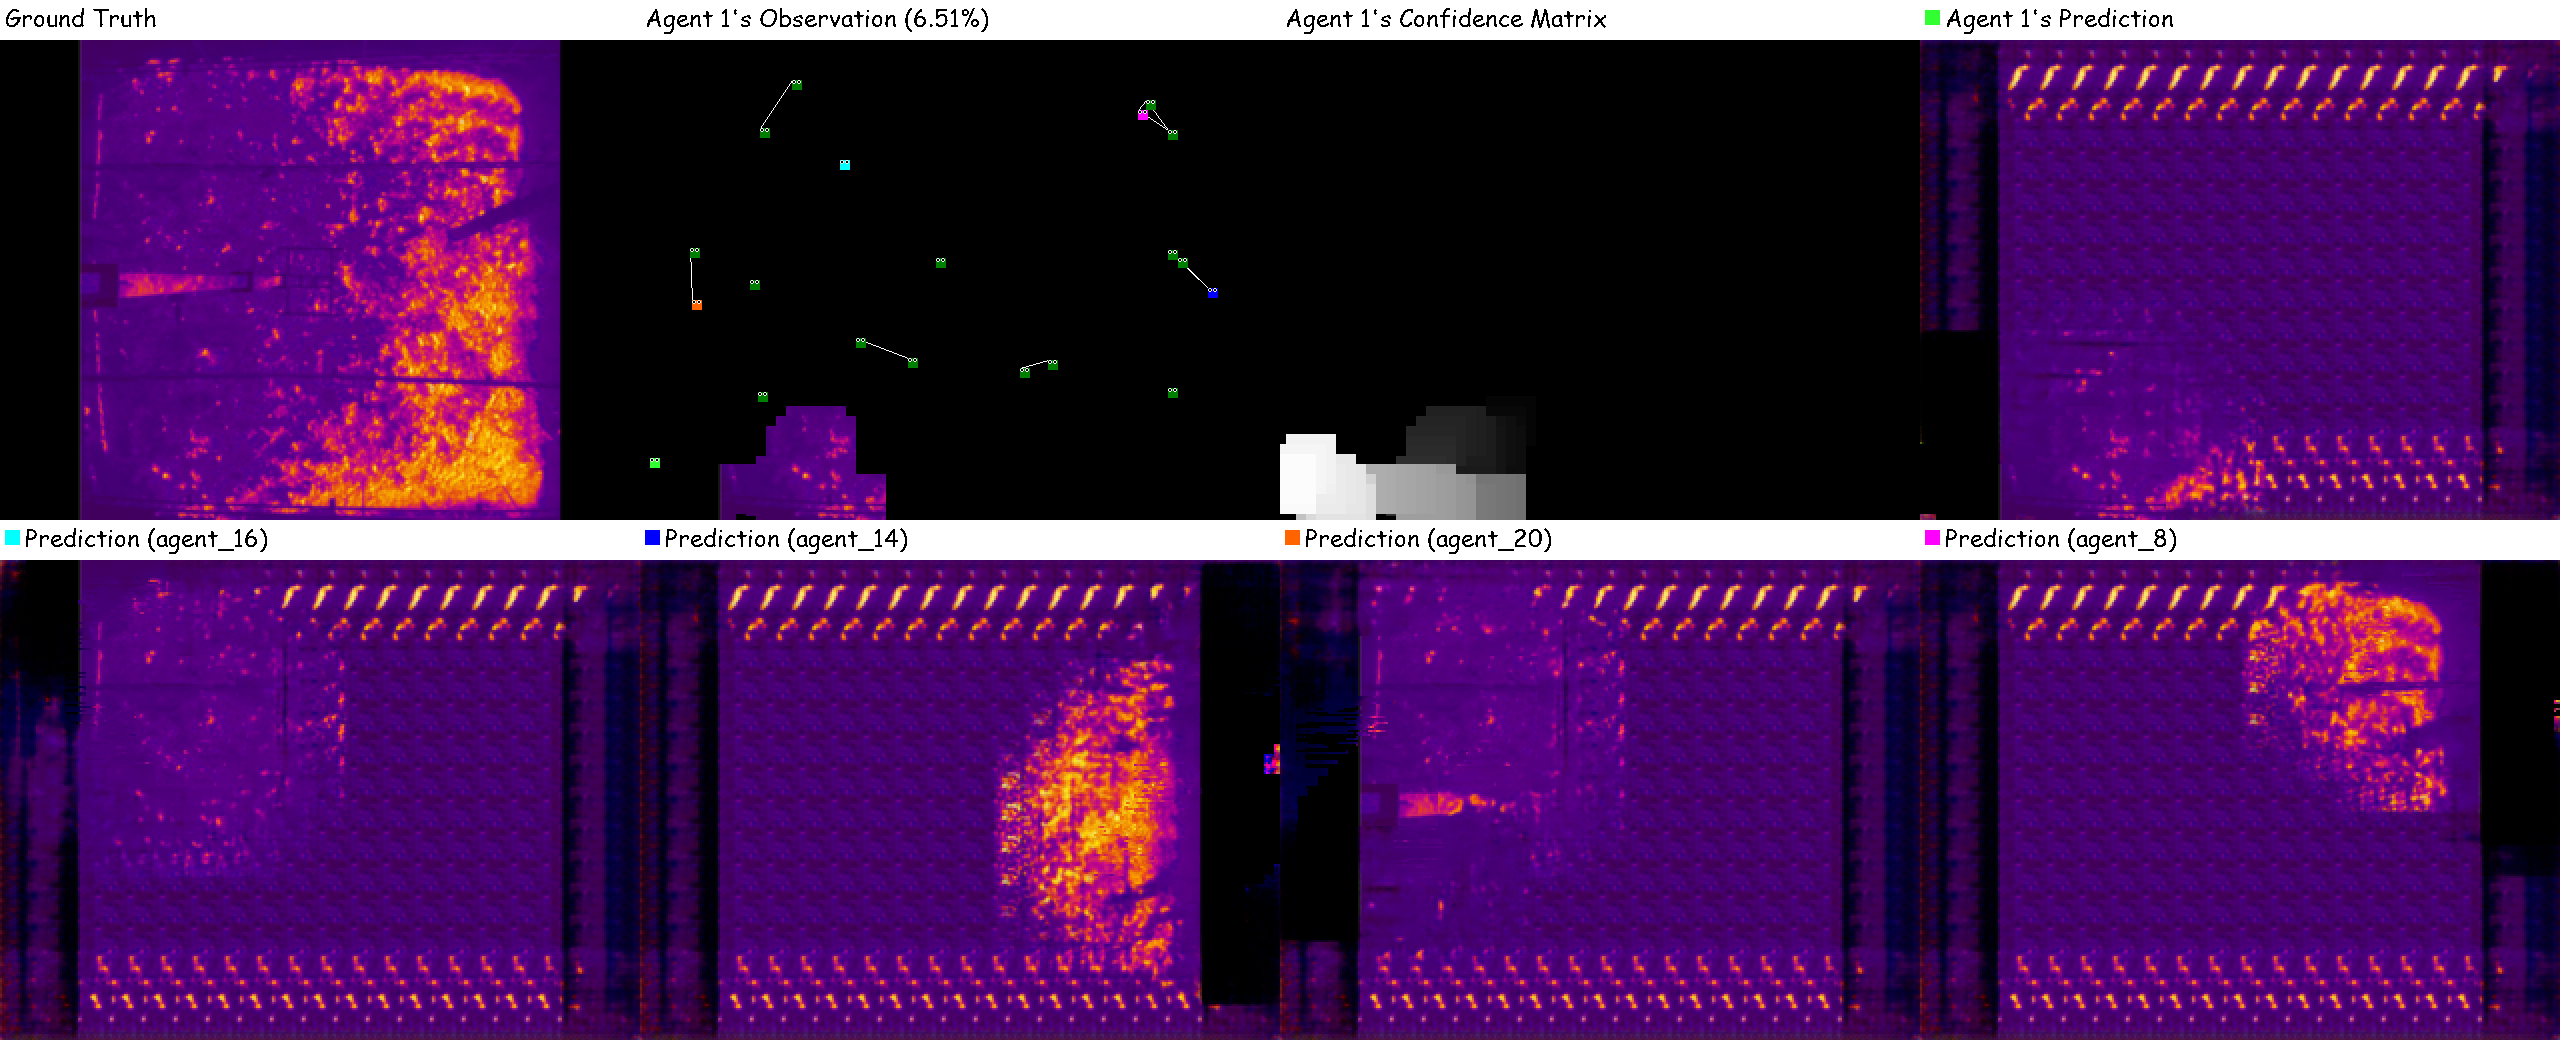 Ground Truth
Agent 1's Observation (6.51%)
Agent 1's Confidence Matrix
Agent 1's Prediction
Prediction (agent_16)
Prediction (agent_14)
Prediction (agent_20)
Prediction (agent_8)